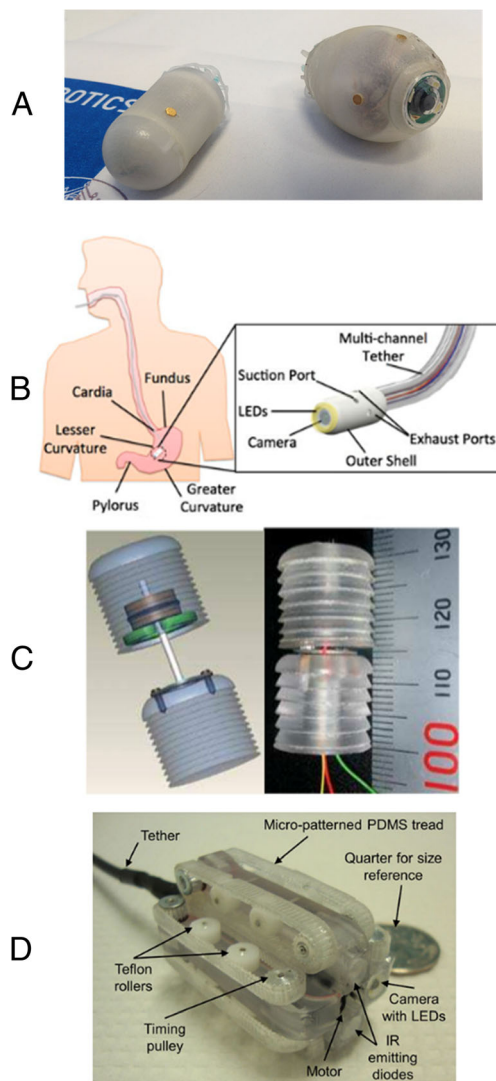 A
OTICS
B
Cardia
Fundus
Lesser
Curvature
Pylorus
Greater
Curvature
Multi-channel
Tether
Suction Port
LEDs
Camera
Exhaust Ports
Outer Shell
C
130
120
110
100
D
Micro-patterned PDMS tread
Tether
Quarter for size
reference
Teflon
rollers
Timing
pulley
Motor
IR
emitting
diodes
Camera
with LEDs